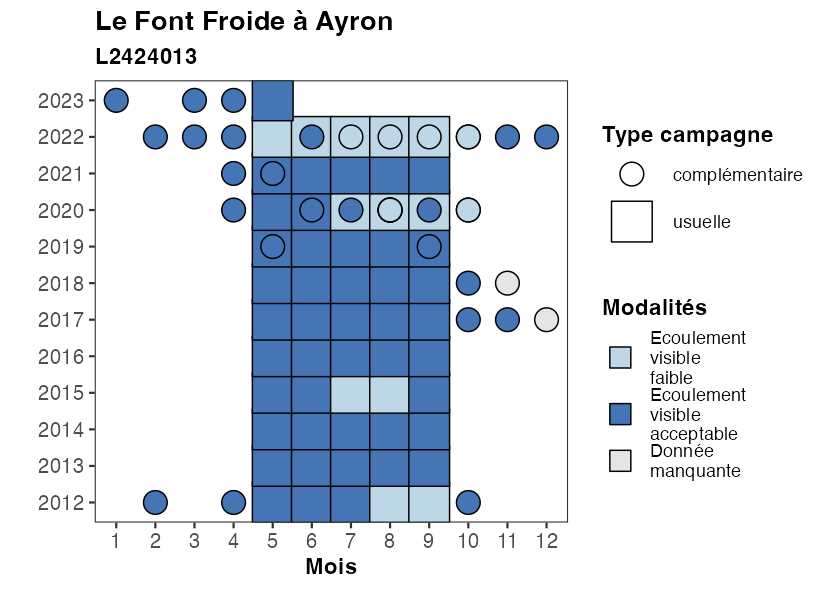 Le Font Froide à Ayron
L2424013
2023
2022
2021
2020
2019
2018
2017
2016
2015
2014
2013
2012
1 2 3 4 5 6 7 8 9 10 11 12
Mois
Type campagne
complémentaire
usuelle
Modalités
Ecoulement
visible
faible
Ecoulement
visible
acceptable
Donnée
manquante